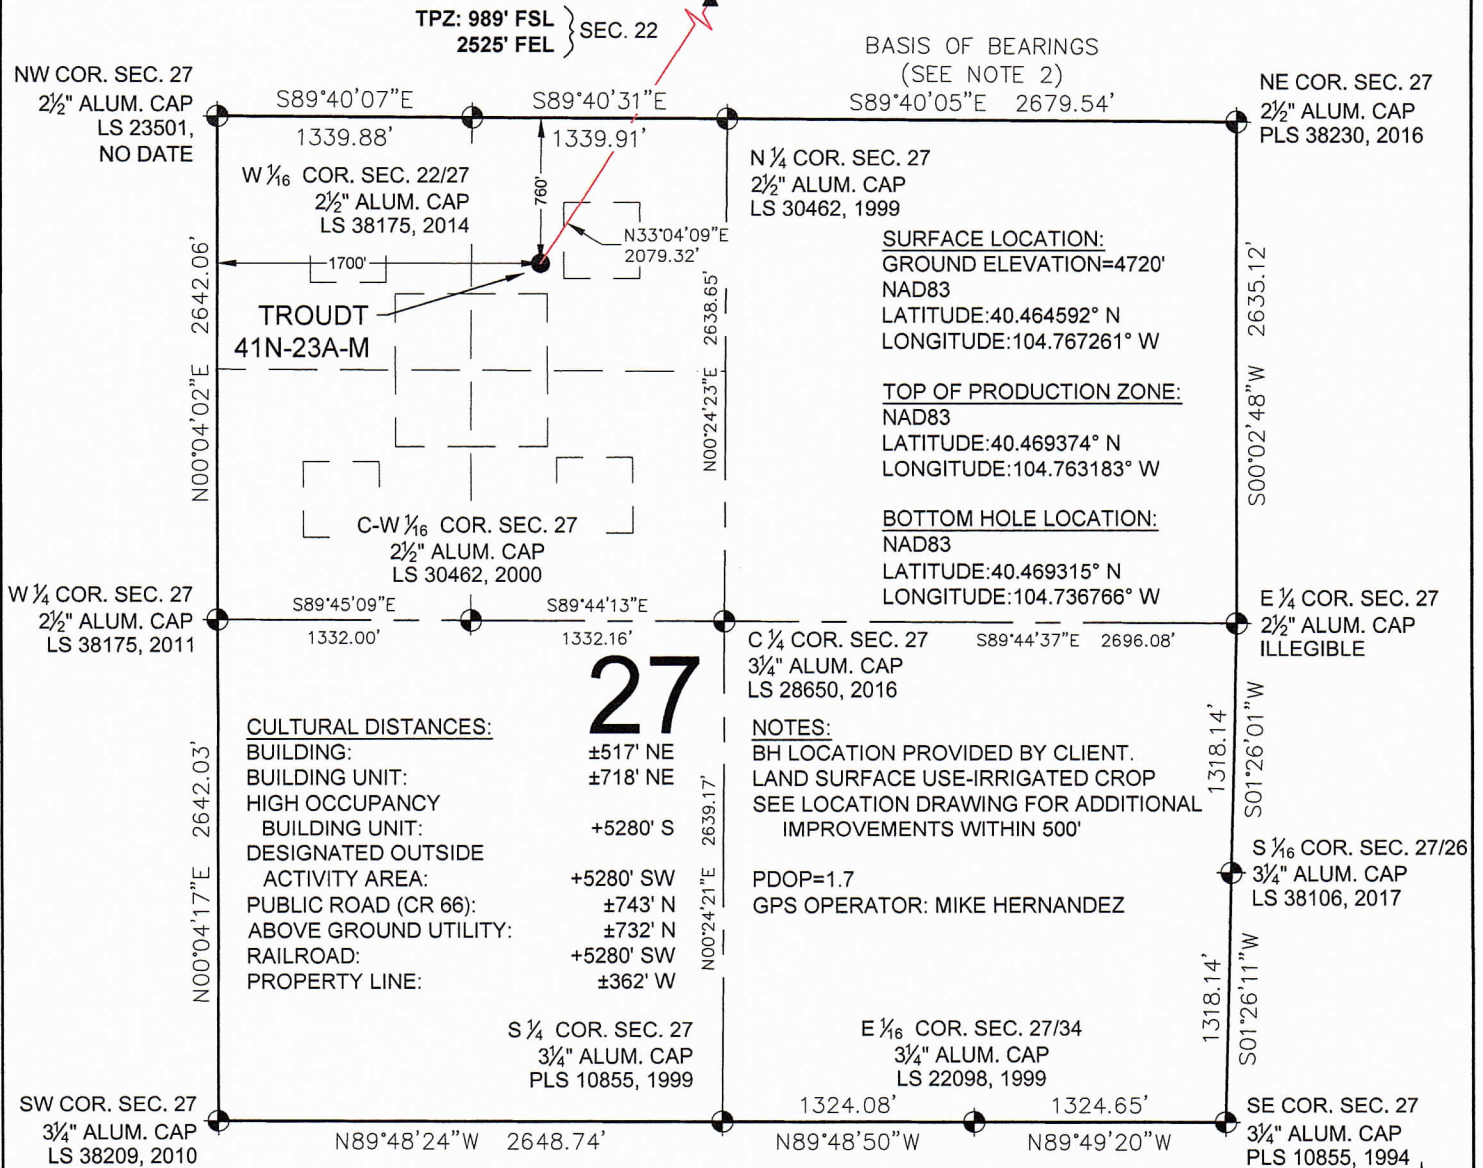 TPZ: 989' FSL
2525' FEL
SEC. 22
BASIS OF BEARINGS
(SEE NOTE 2)
NW COR. SEC. 27
2½" ALUM. CAP
LS 23501,
NO DATE
S89°40'07"E
1339.88'
S89°40'31"E
1339.91'
S89°40'05"E 2679.54'
NE COR. SEC. 27
2½" ALUM. CAP
PLS 38230, 2016
W 1⁄16 COR. SEC. 22/27
2½" ALUM. CAP
LS 38175, 2014
760'
N ¼ COR. SEC. 27
2½" ALUM. CAP
LS 30462, 1999
N33°04'09"E
2079.32'
1700'
TROUDT
41N-23A-M
N00°04'02"E 2642.06'
N00°24'23"E 2638.65'
SURFACE LOCATION:
GROUND ELEVATION=4720'
NAD83
LATITUDE:40.464592° N
LONGITUDE:104.767261° W
TOP OF PRODUCTION ZONE:
NAD83
LATITUDE:40.469374° N
LONGITUDE:104.763183° W
BOTTOM HOLE LOCATION:
NAD83
LATITUDE:40.469315° N
LONGITUDE:104.736766° W
S00°02'48"W 2635.12'
C-W 1⁄16 COR. SEC. 27
2½" ALUM. CAP
LS 30462, 2000
W ¼ COR. SEC. 27
2½" ALUM. CAP
LS 38175, 2011
S89°45'09"E
1332.00'
S89°44'13"E
1332.16'
C ¼ COR. SEC. 27
3¼" ALUM. CAP
LS 28650, 2016
S89°44'37"E 2696.08'
E ¼ COR. SEC. 27
2½" ALUM. CAP
ILLEGIBLE
27
CULTURAL DISTANCES:
BUILDING: ±517' NE
BUILDING UNIT: ±718' NE
HIGH OCCUPANCY
BUILDING UNIT: +5280' S
DESIGNATED OUTSIDE
ACTIVITY AREA: +5280' SW
PUBLIC ROAD (CR 66): ±743' N
ABOVE GROUND UTILITY: ±732' N
RAILROAD: +5280' SW
PROPERTY LINE: ±362' W
N00°04'17"E 2642.03'
N00°24'21"E 2639.17'
NOTES:
BH LOCATION PROVIDED BY CLIENT.
LAND SURFACE USE-IRRIGATED CROP
SEE LOCATION DRAWING FOR ADDITIONAL
IMPROVEMENTS WITHIN 500'
PDOP=1.7
GPS OPERATOR: MIKE HERNANDEZ
1318.14'
S01°26'01"W
S 1⁄16 COR. SEC. 27/26
3¼" ALUM. CAP
LS 38106, 2017
1318.14'
S01°26'11"W
S ¼ COR. SEC. 27
3¼" ALUM. CAP
PLS 10855, 1999
E 1⁄16 COR. SEC. 27/34
3¼" ALUM. CAP
LS 22098, 1999
SW COR. SEC. 27
3¼" ALUM. CAP
LS 38209, 2010
N89°48'24"W 2648.74'
1324.08'
N89°48'50"W
1324.65'
N89°49'20"W
SE COR. SEC. 27
3¼" ALUM. CAP
PLS 10855, 1994